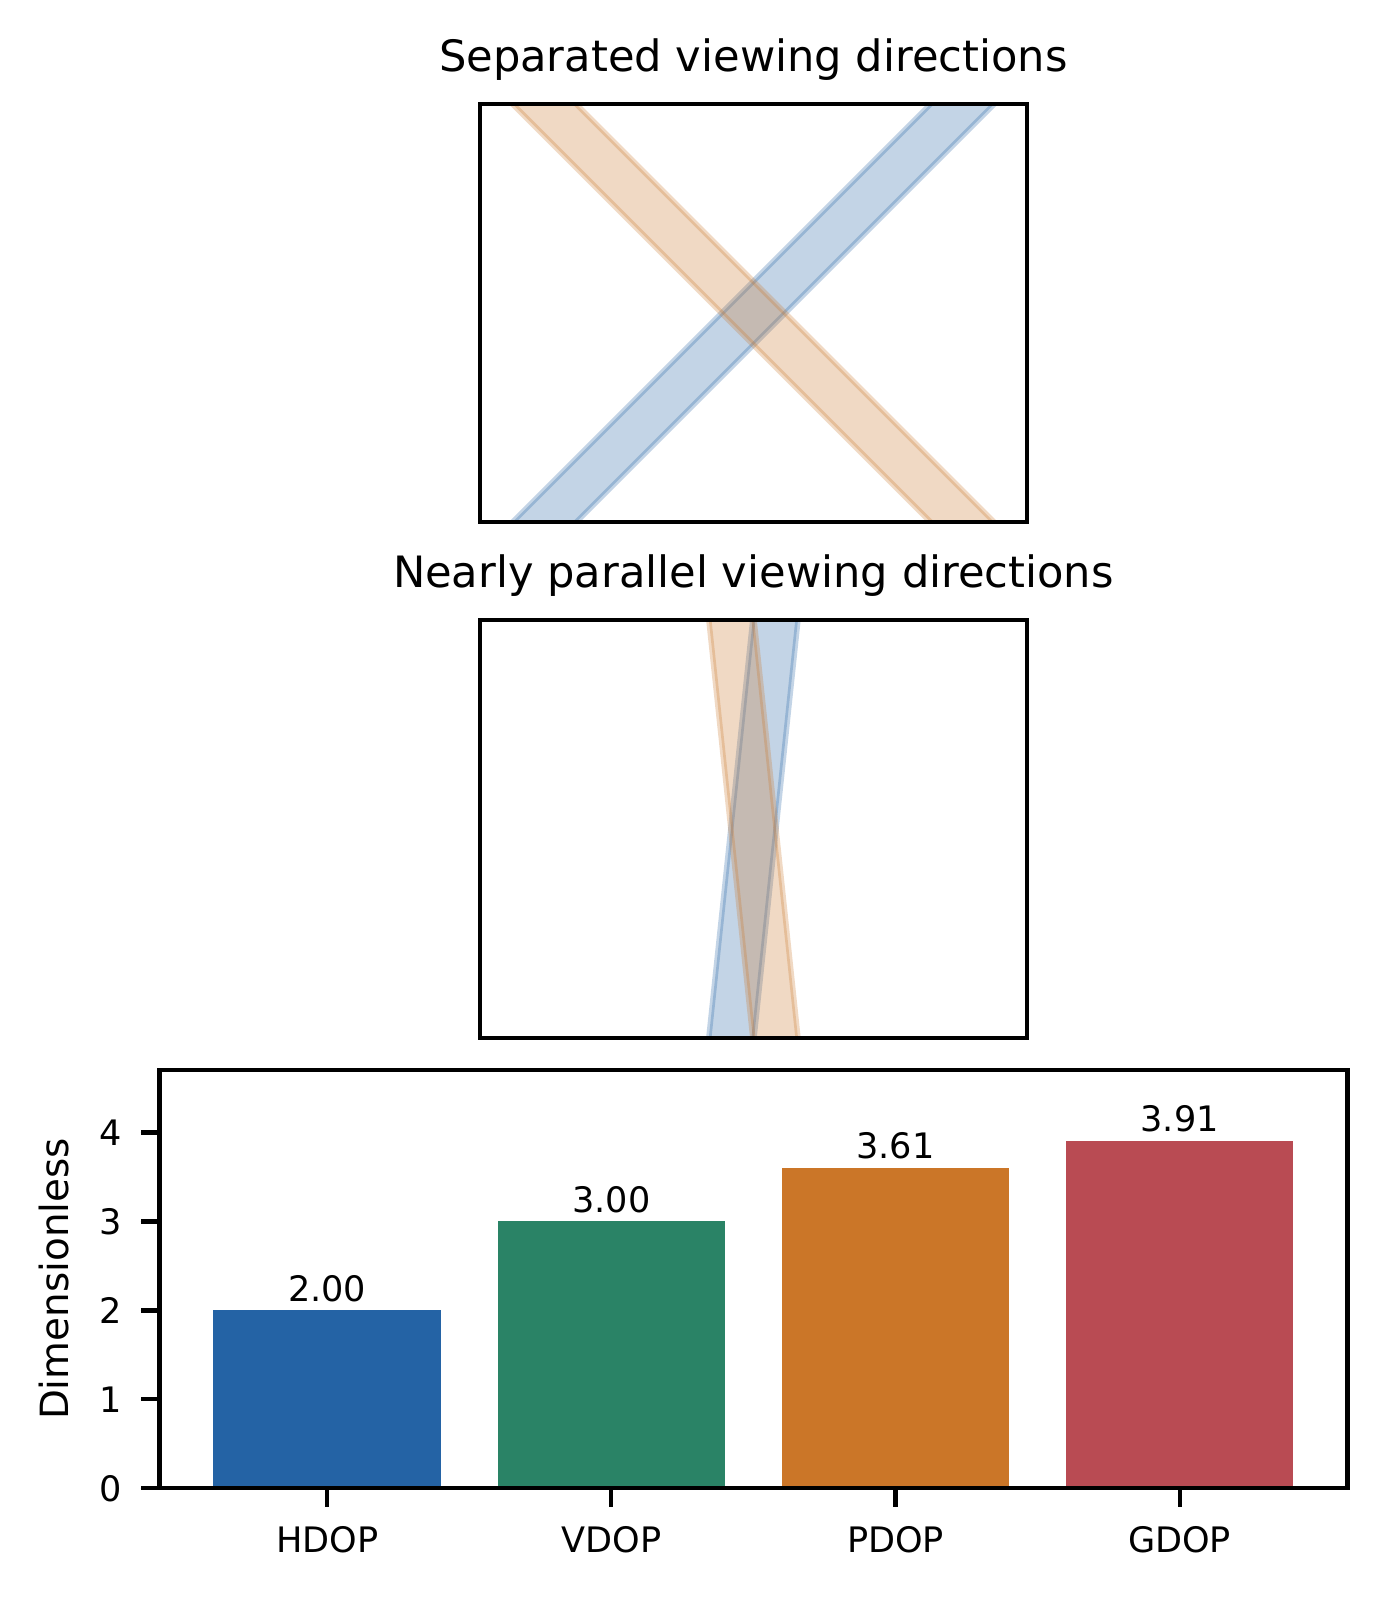 Separated viewing directions
Nearly parallel viewing directions
Dimensionless
4
3
2
1
0
2.00
3.00
3.61
3.91
HDOP
VDOP
PDOP
GDOP